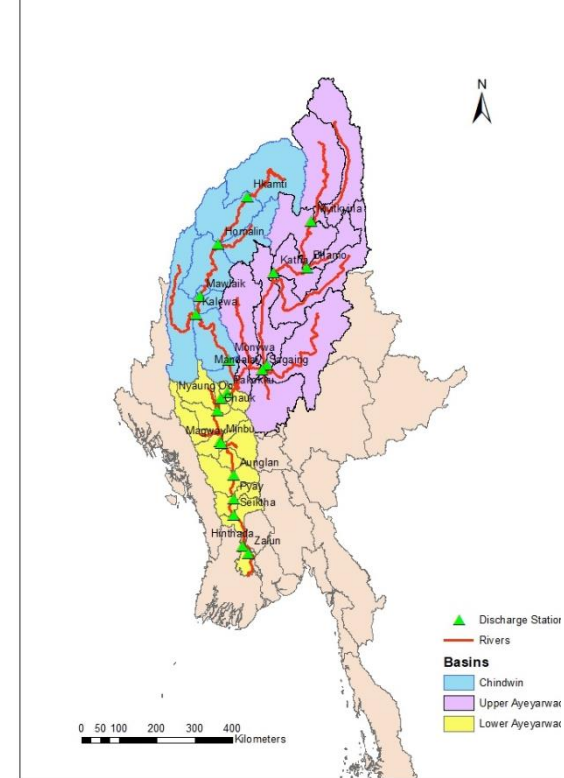 N
Hkamti
Myitkyina
Homalin
Katha
Bhamo
Mawlaik
Kalewa
Monywa
Mandalay
Sagaing
Nyaung Oo
Pakokku
Chauk
Magway
Minbu
Aunglan
Pyay
Seiktha
Hinthada
Zalun
Discharge Station
Rivers
Basins
Chindwin
Upper Ayeyarwad
Lower Ayeyarwad
0 50 100 200 300 400
Kilometers